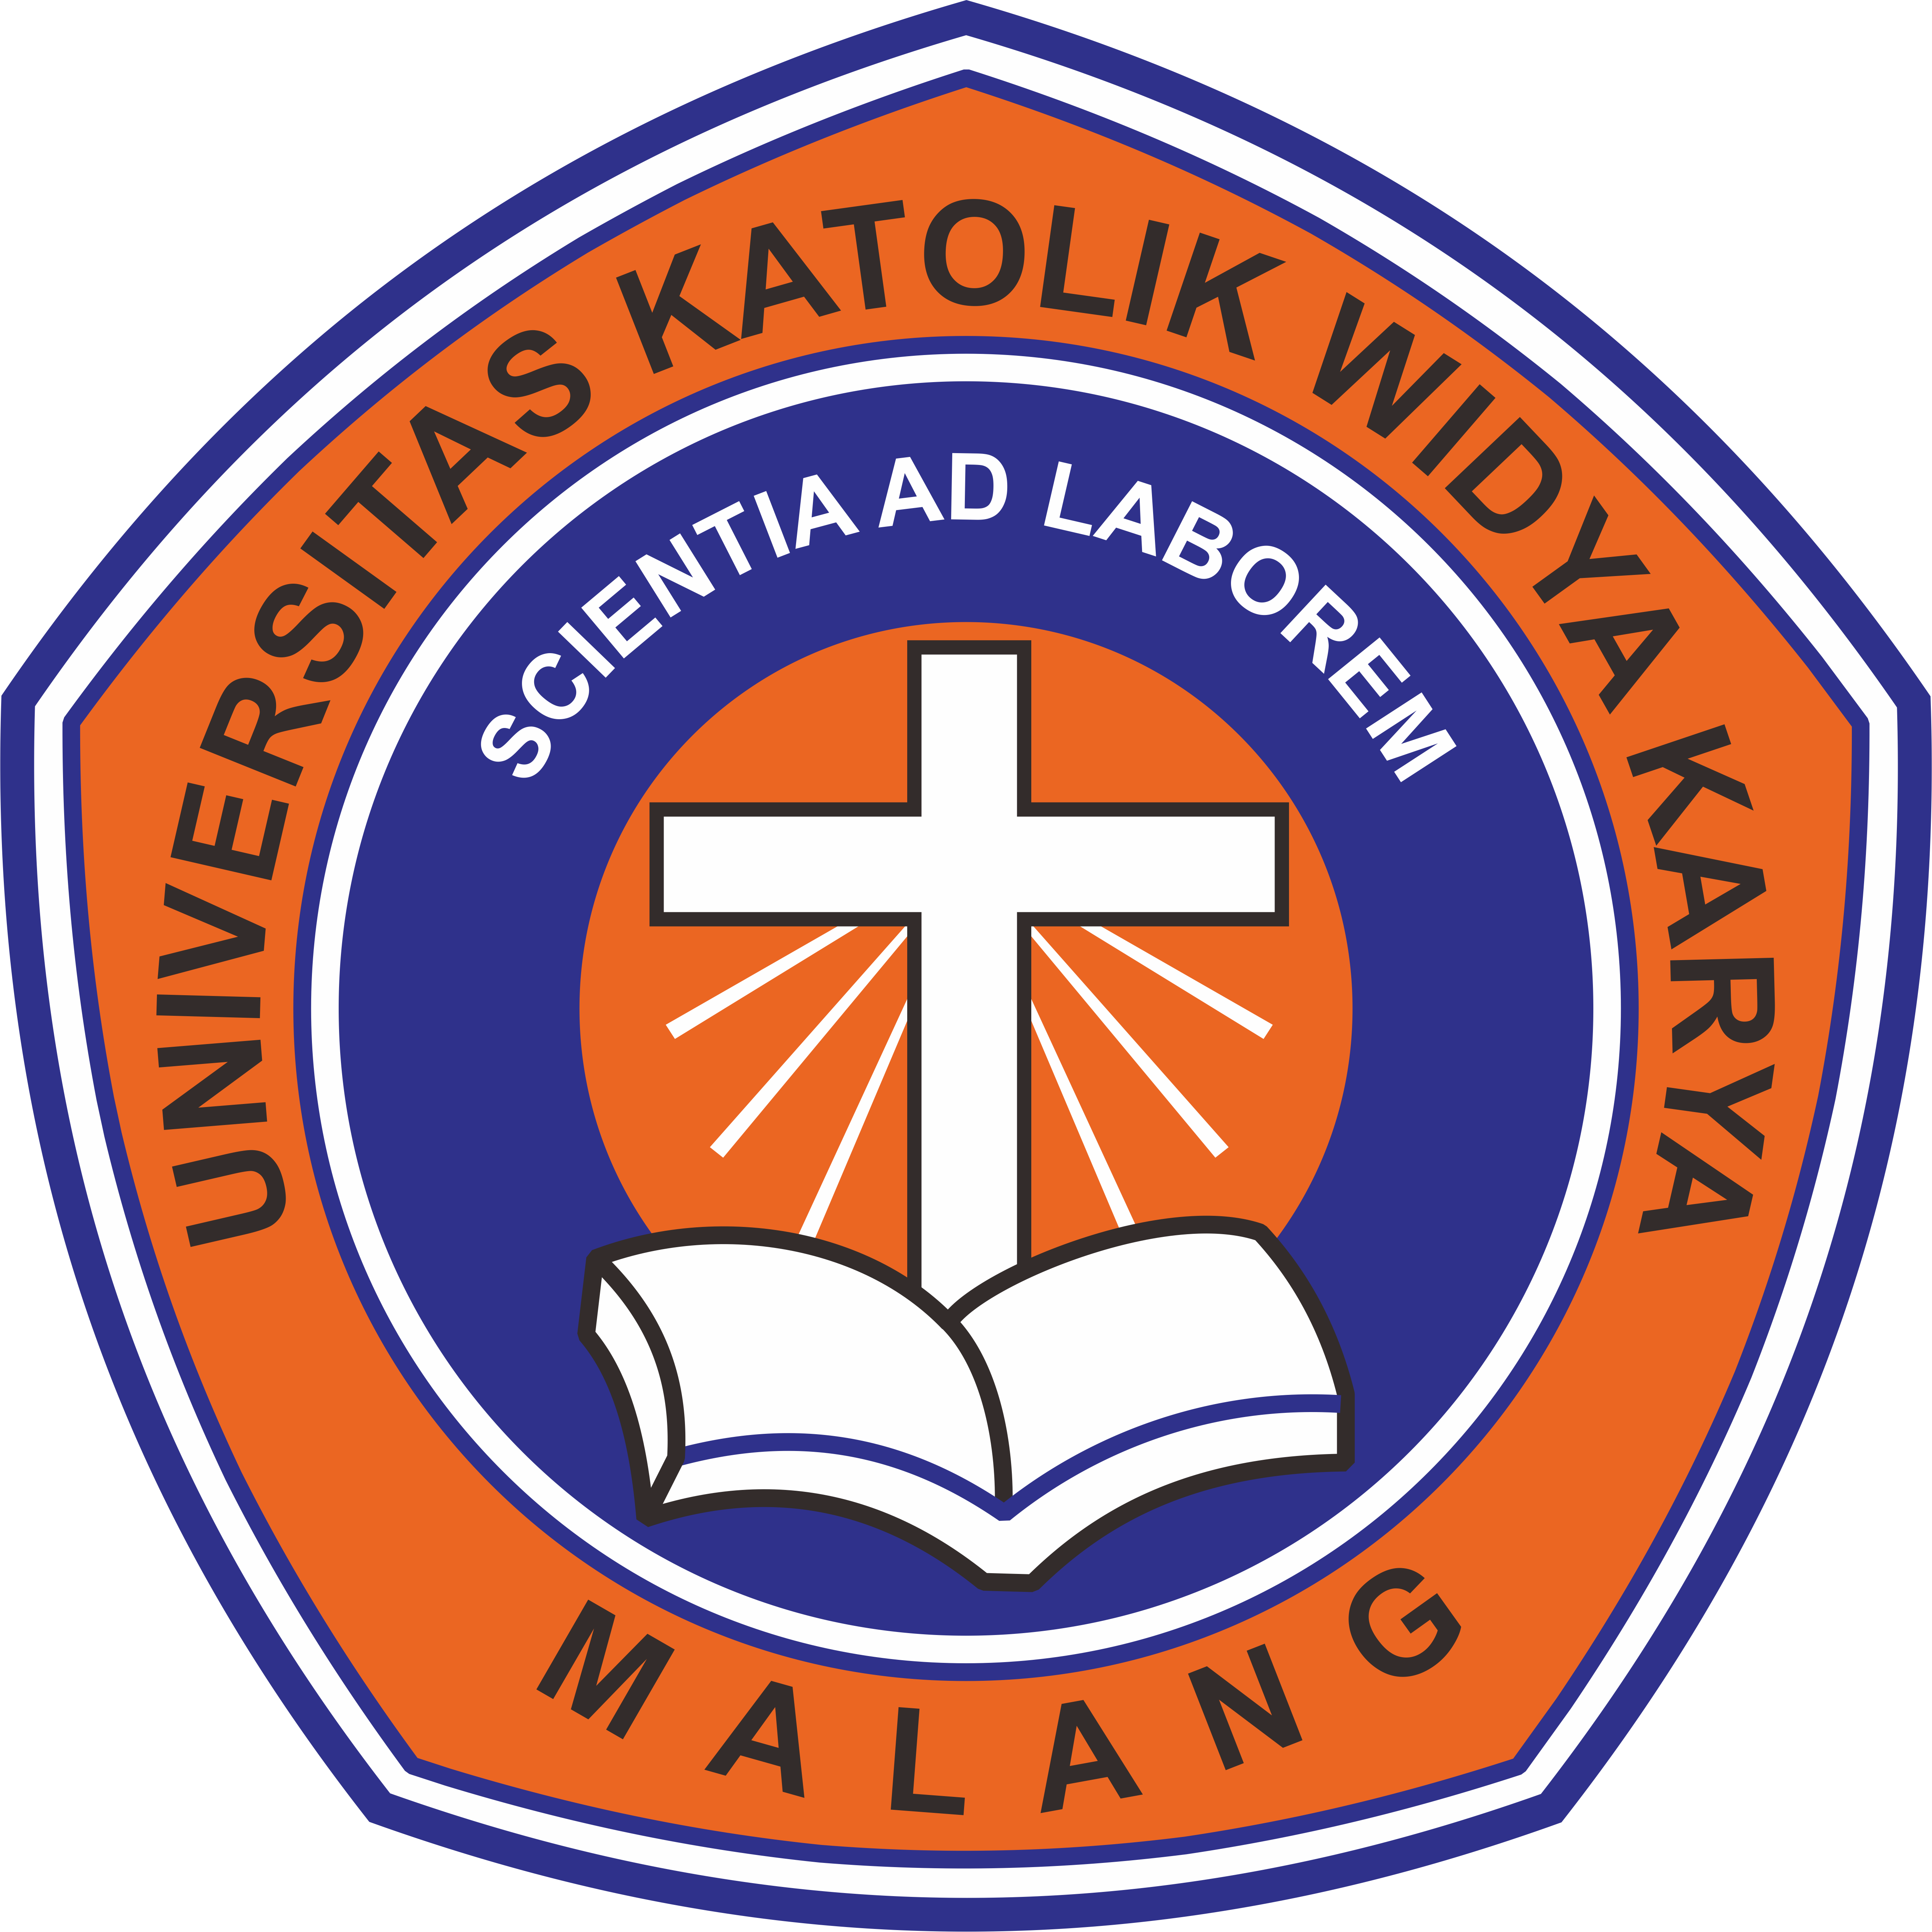 UNIVERSITAS KATOLIK WIDYA KARYA
SCIENTIA AD LABOREM
MALANG